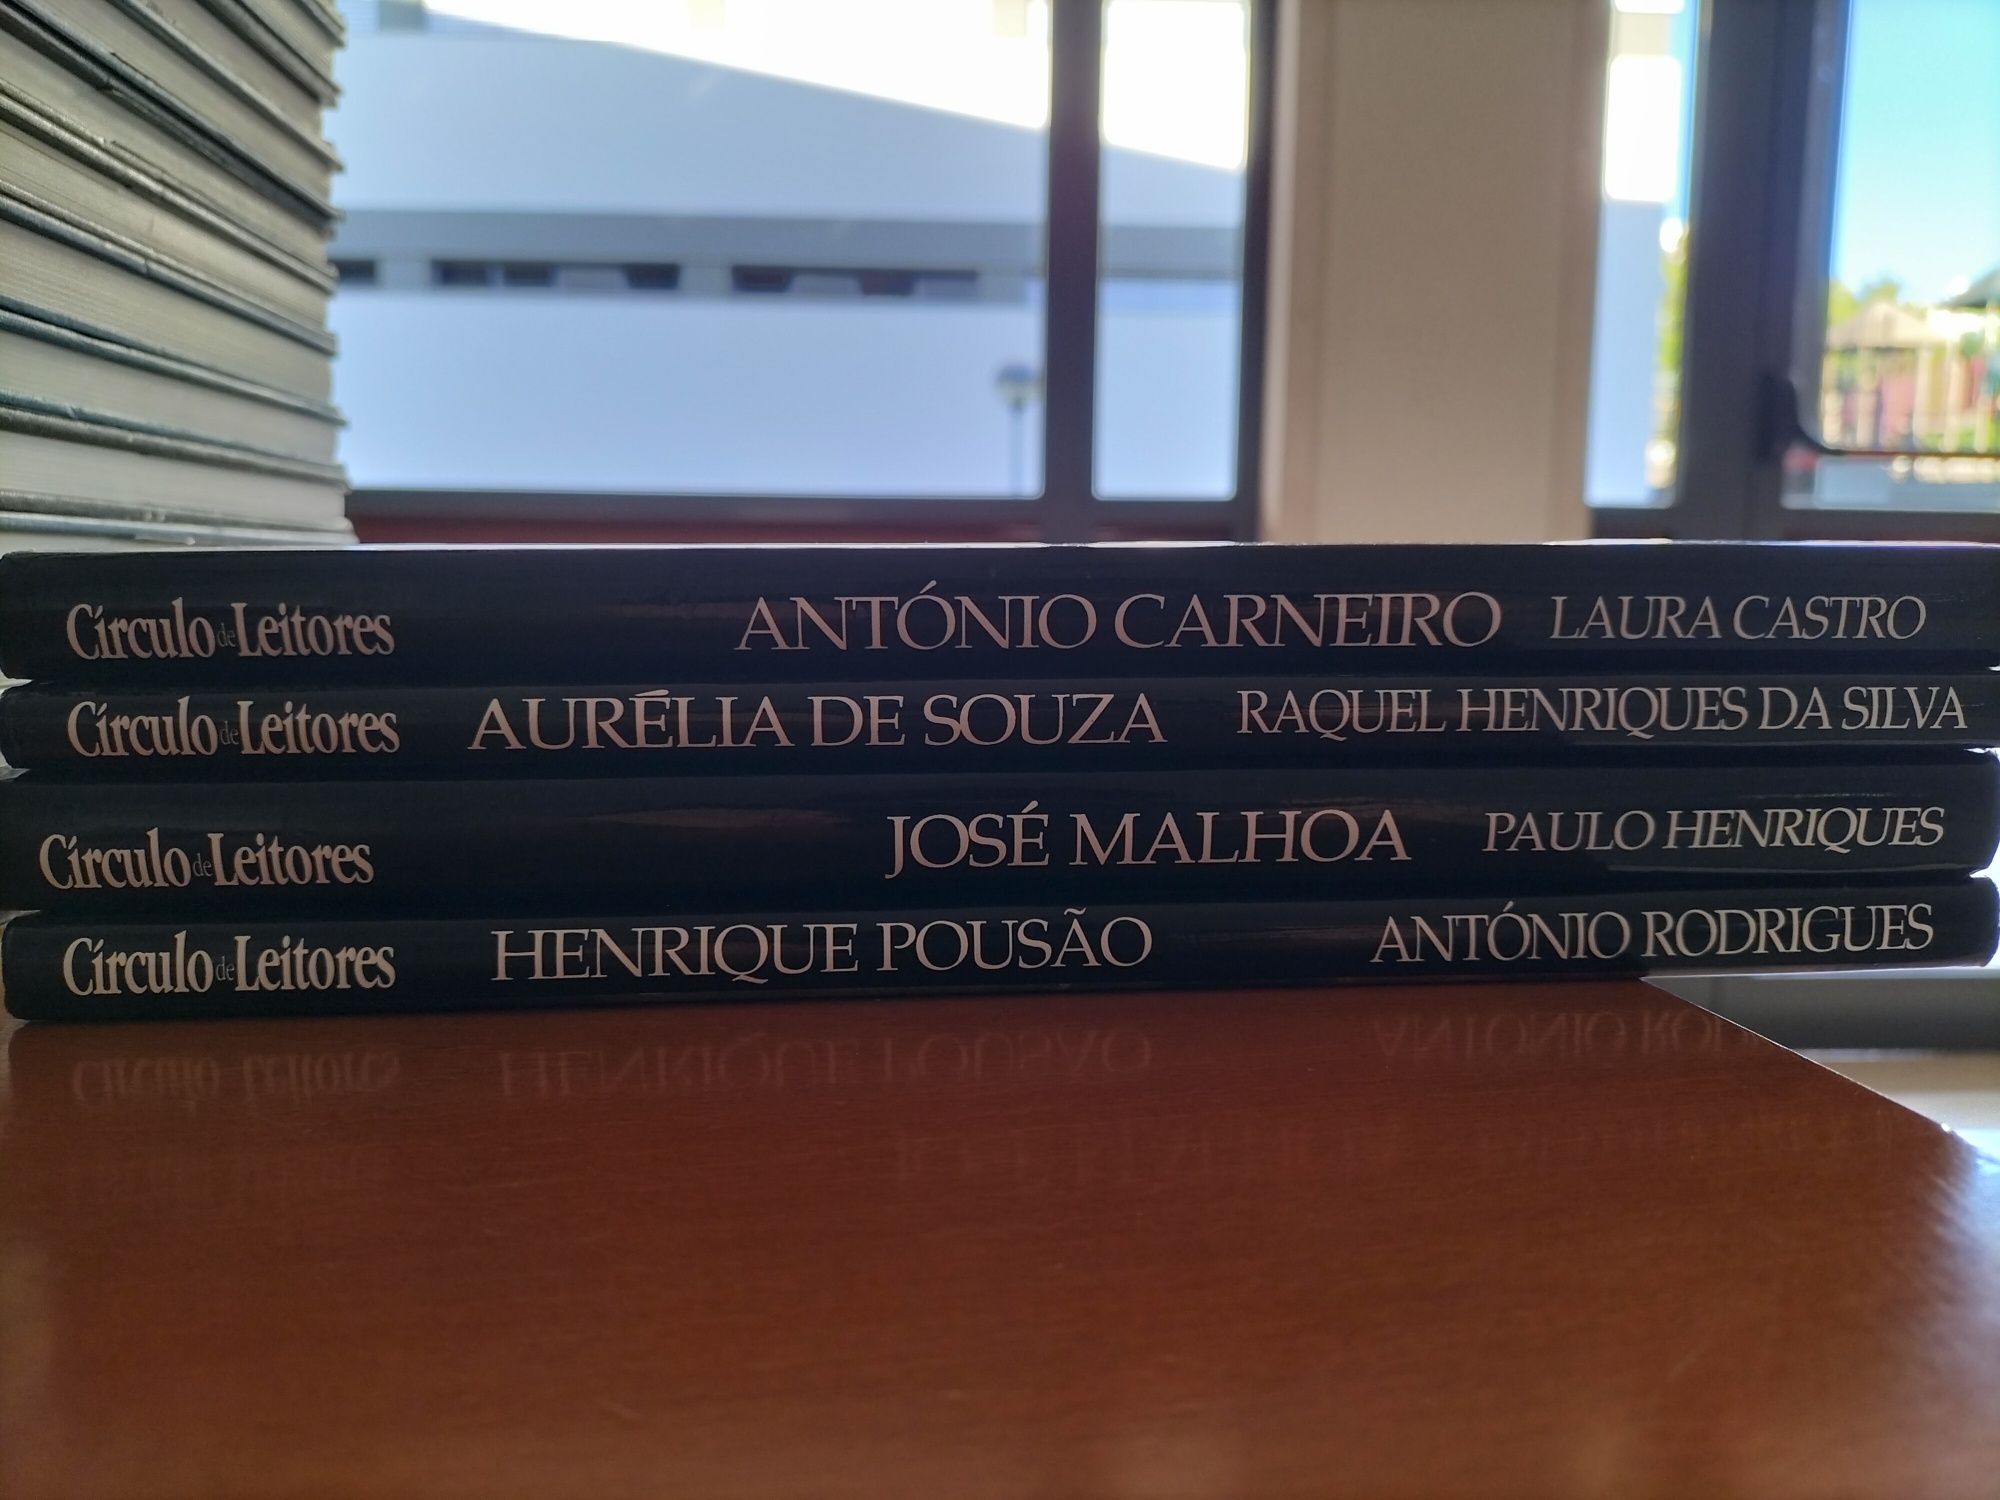 Círculo de Leitores ANTÓNIO CARNEIRO LAURA CASTRO
Círculo de Leitores AURÉLIA DE SOUZA RAQUEL HENRIQUES DA SILVA
Círculo de Leitores JOSÉ MALHOA PAULO HENRIQUES
Círculo de Leitores HENRIQUE POUSÃO ANTÓNIO RODRIGUES